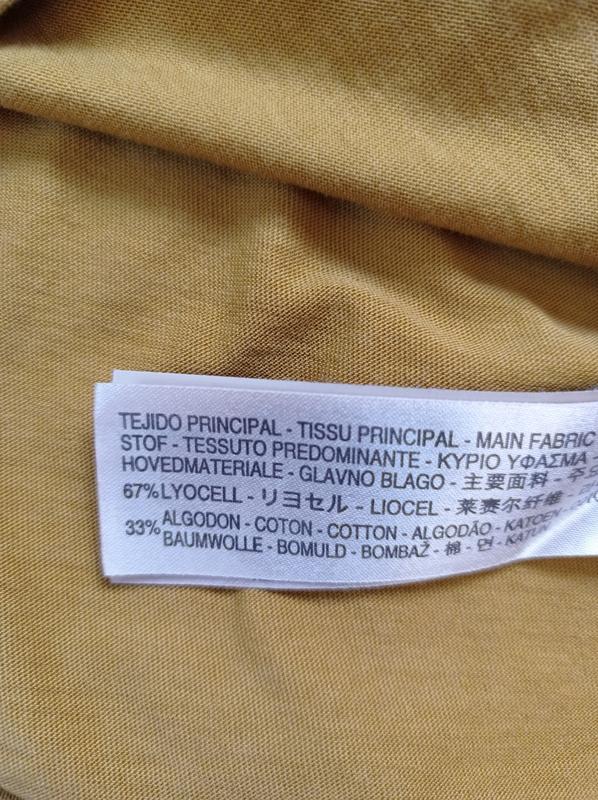 TEJIDO PRINCIPAL - TISSU PRINCIPAL - MAIN FABRIC
STOF - TESSUTO PREDOMINANTE - ΚΥΡΙΟ ΥΦΑΣΜΑ -
HOVEDMATERIALE - GLAVNO BLAGO - 主要面料 - 주
67% LYOCELL - リヨセル - LIOCEL - 莱赛尔纤维 -
33% ALGODON - COTON - COTTON - ALGODÃO - KATOEN -
BAUMWOLLE - BOMULD - BOMBAŽ - 棉 - 면 - KATUN